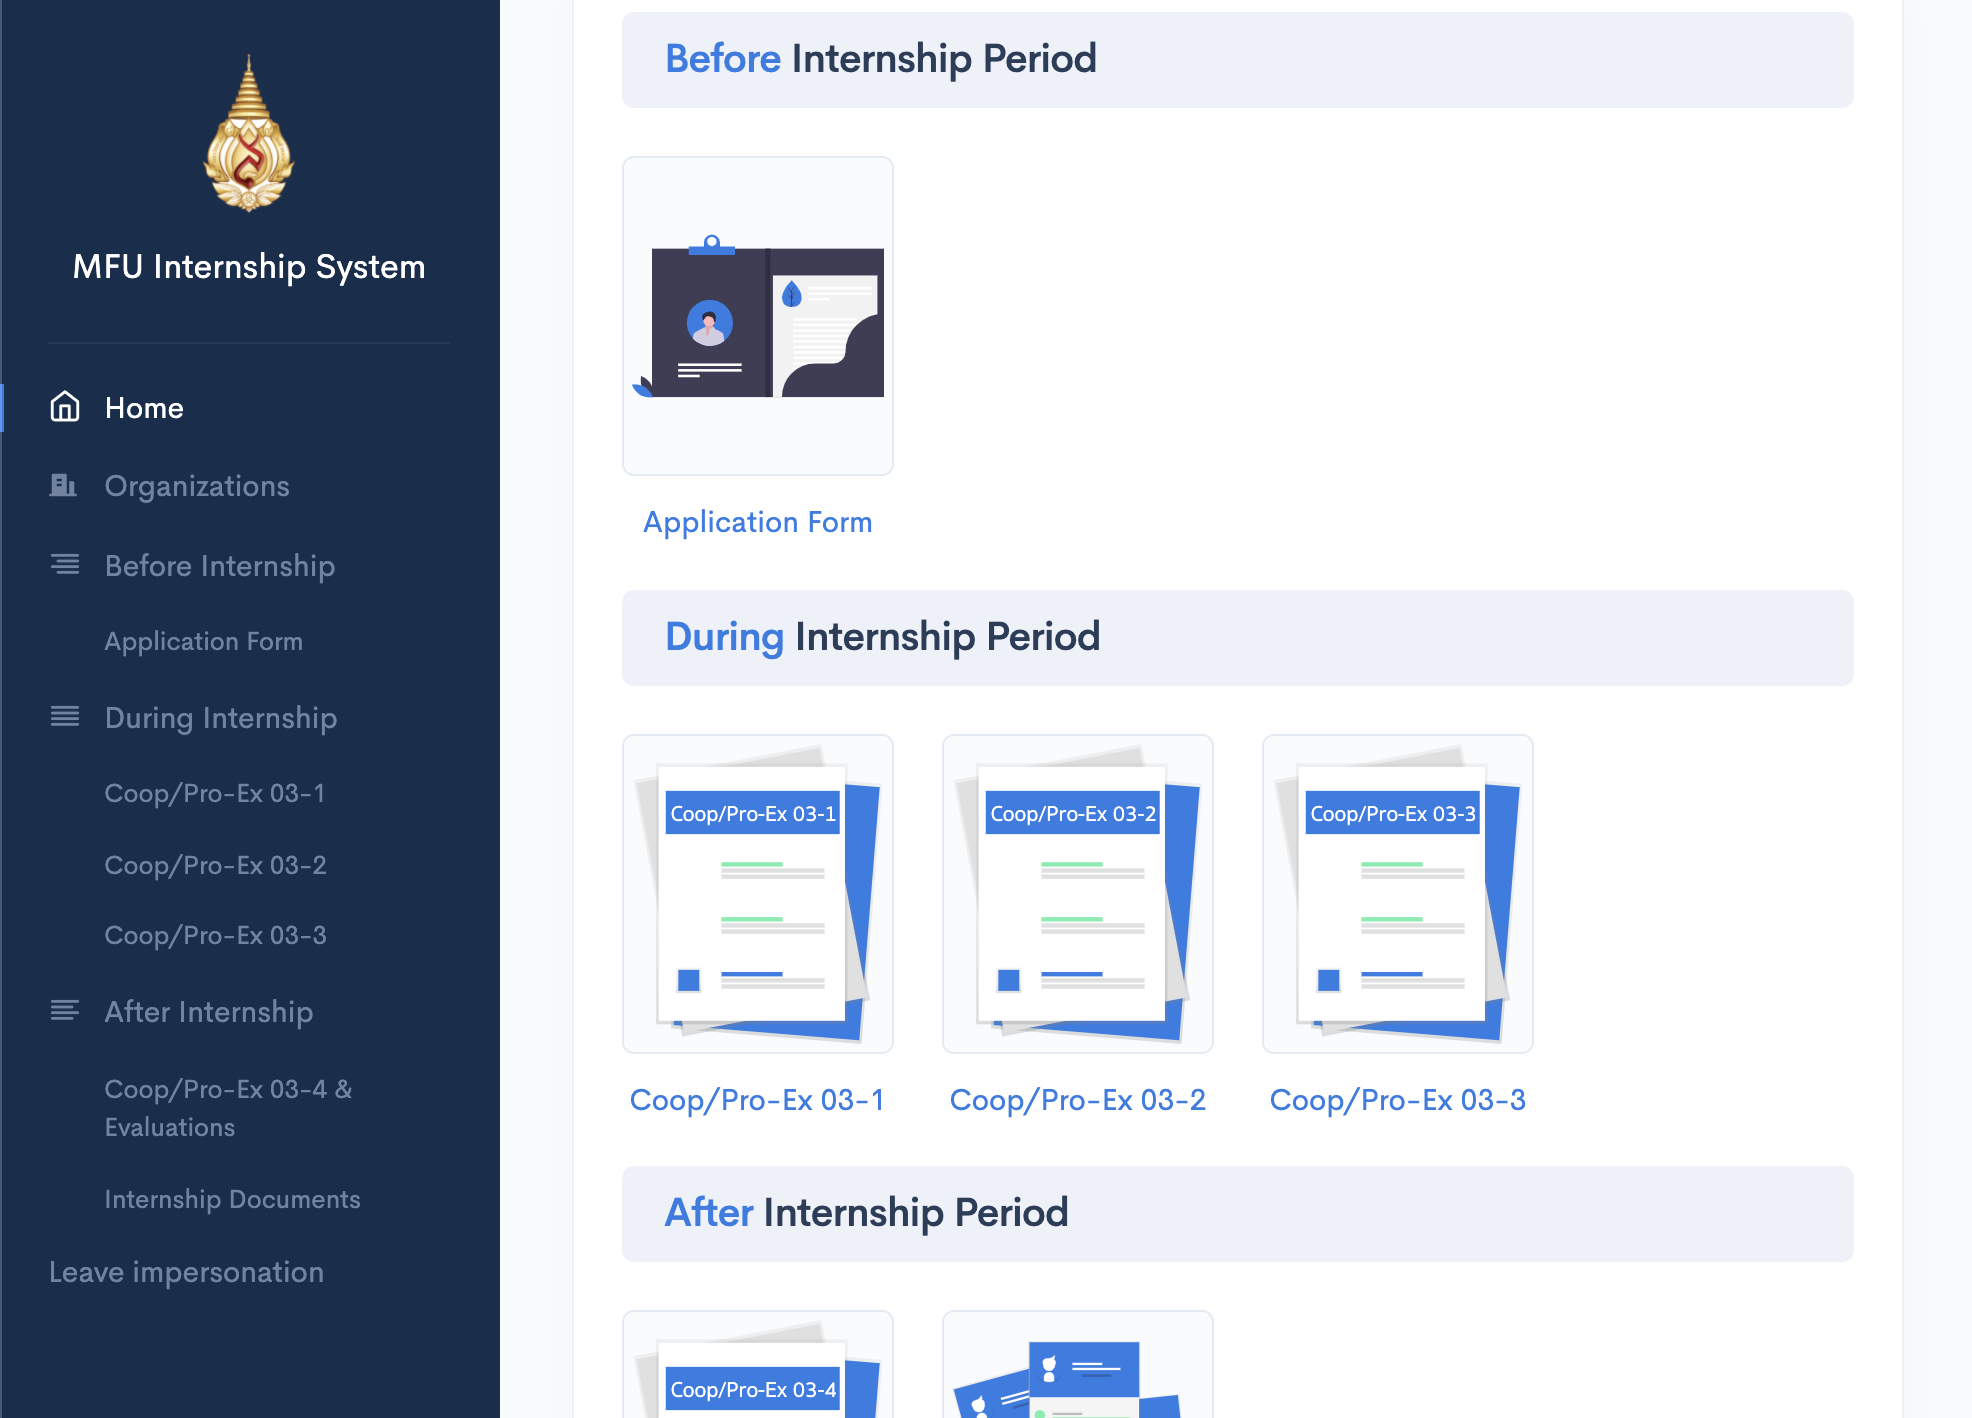 MFU Internship System
Home
Organizations
Before Internship
Application Form
During Internship
Coop/Pro-Ex 03-1
Coop/Pro-Ex 03-2
Coop/Pro-Ex 03-3
After Internship
Coop/Pro-Ex 03-4 &
Evaluations
Internship Documents
Leave impersonation
Before Internship Period
Application Form
During Internship Period
Coop/Pro-Ex 03-1
Coop/Pro-Ex 03-2
Coop/Pro-Ex 03-3
Coop/Pro-Ex 03-1
Coop/Pro-Ex 03-2
Coop/Pro-Ex 03-3
After Internship Period
Coop/Pro-Ex 03-4